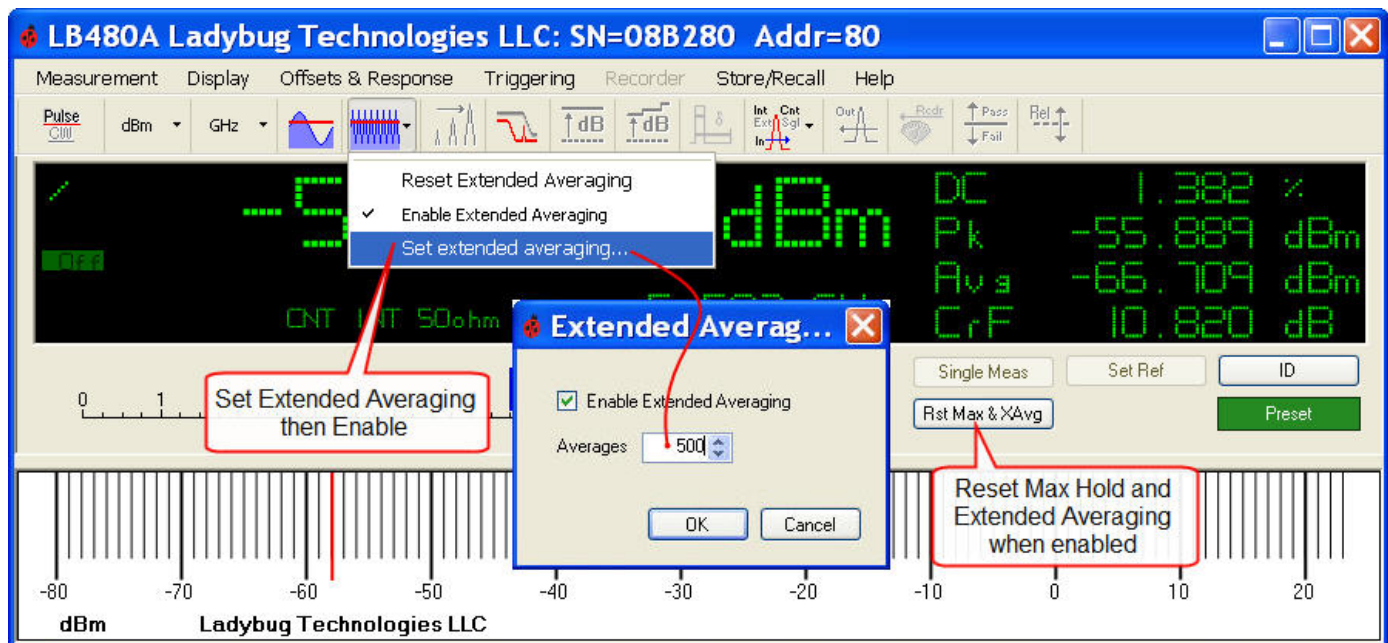 LB480A Ladybug Technologies LLC: SN=08B280 Addr=80
Measurement Display Offsets & Response Triggering Recorder Store/Recall Help
Pulse
CW
dBm
GHz
dB
dB
Int Cnt
Ext Sgl
In
Out
Rcdr
Pass
Fail
Rel
Reset Extended Averaging
Enable Extended Averaging
Set extended averaging...
dBm
Off
CNT INT 50ohm
DC 1.382 %
Pk -55.889 dBm
Avg -66.709 dBm
CrF 10.820 dB
Set Extended Averaging
then Enable
0 1
Extended Averag...
Enable Extended Averaging
Averages 500
OK Cancel
Single Meas Set Ref ID
Rst Max & XAvg Preset
Reset Max Hold and
Extended Averaging
when enabled
-80 -70 -60 -50 -40 -30 -20 -10 0 10 20
dBm Ladybug Technologies LLC